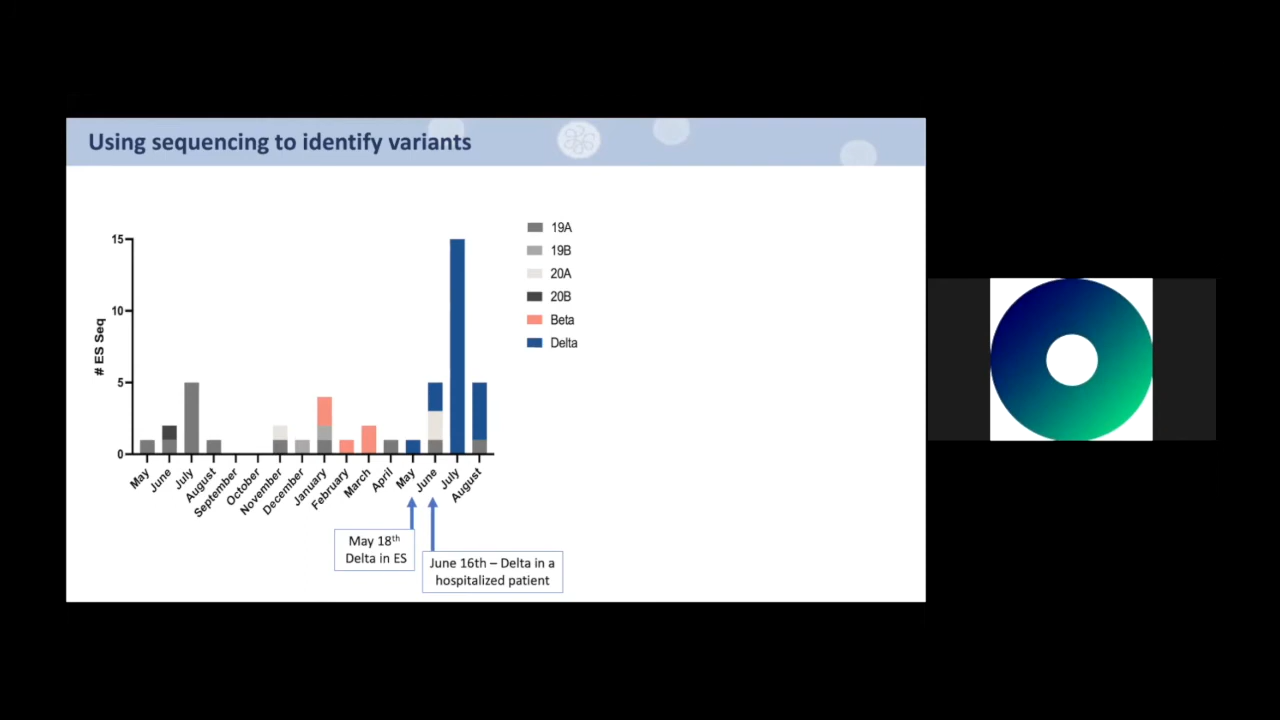 Using sequencing to identify variants
19A
19B
20A
20B
Beta
Delta
# ES Seq
15
10
5
0
May
June
July
August
September
October
November
December
January
February
March
April
May
June
July
August
May 18th
Delta in ES
June 16th – Delta in a
hospitalized patient